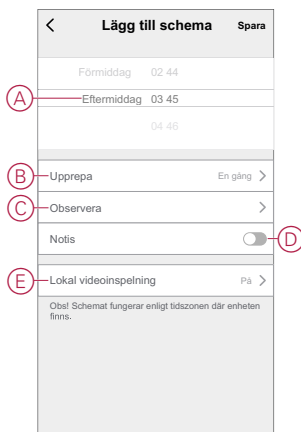 Lägg till schema Spara
Förmiddag 02 44
A Eftermiddag 03 45
04 46
B Upprepa En gång
C Observera
Notis D
E Lokal videoinspelning På
Obs! Schemat fungerar enligt tidszonen där enheten
finns.